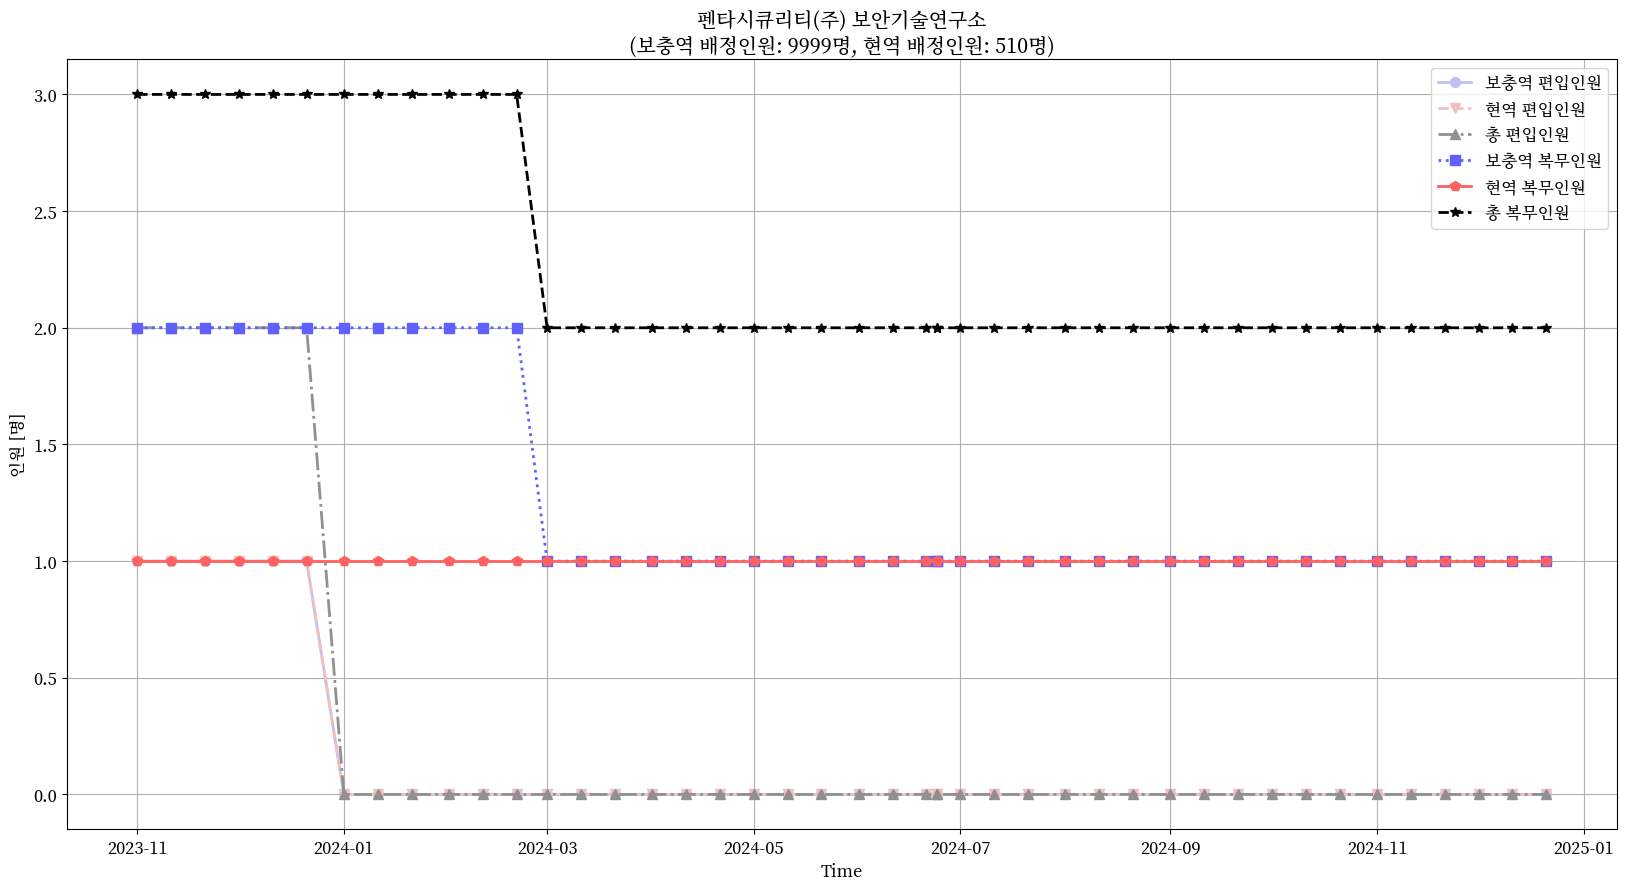 펜타시큐리티(주) 보안기술연구소
(보충역 배정인원: 9999명, 현역 배정인원: 510명)
보충역 편입인원
현역 편입인원
총 편입인원
보충역 복무인원
현역 복무인원
총 복무인원
인원 [명]
3.0
2.5
2.0
1.5
1.0
0.5
0.0
2023-11
2024-01
2024-03
2024-05
2024-07
2024-09
2024-11
2025-01
Time